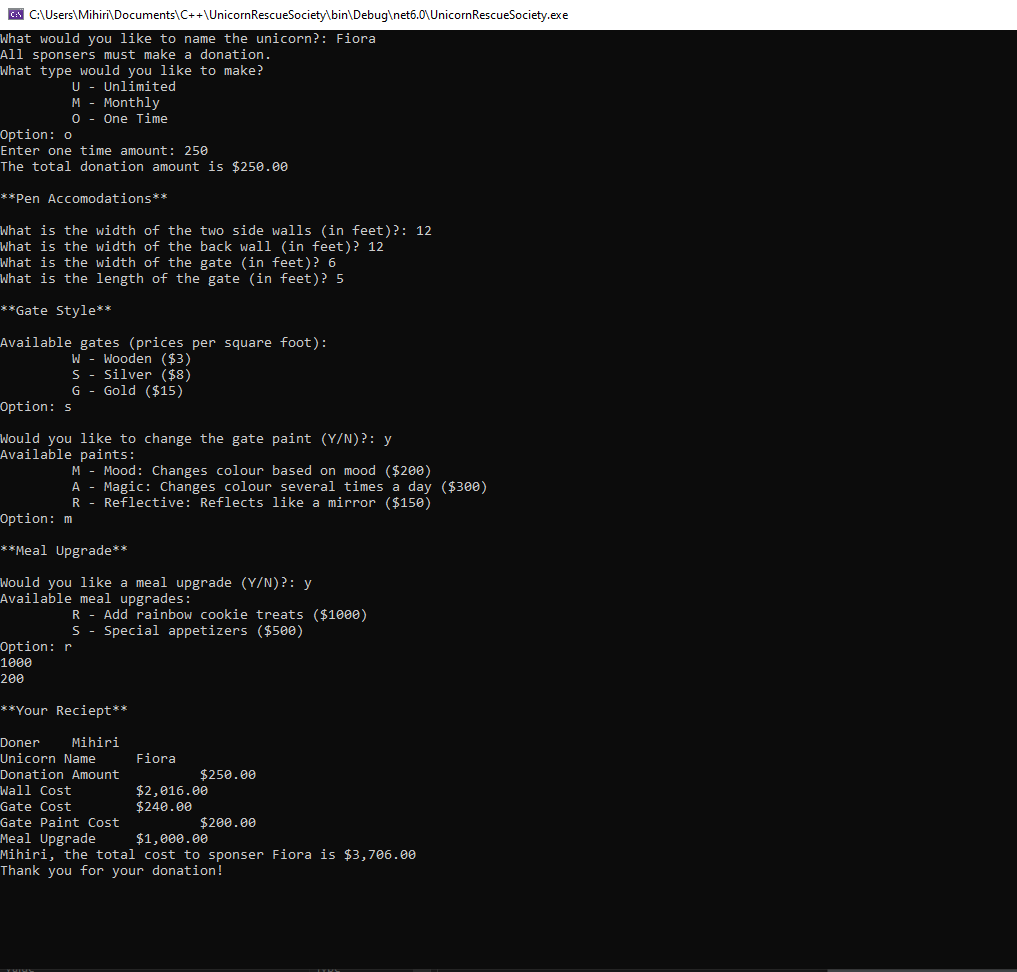 C:\Users\Mihiri\Documents\C++\UnicornRescueSociety\bin\Debug\net6.0\UnicornRescueSociety.exe
What would you like to name the unicorn?: Fiora
All sponsers must make a donation.
What type would you like to make?
U - Unlimited
M - Monthly
O - One Time
Option: o
Enter one time amount: 250
The total donation amount is $250.00
**Pen Accomodations**
What is the width of the two side walls (in feet)?: 12
What is the width of the back wall (in feet)? 12
What is the width of the gate (in feet)? 6
What is the length of the gate (in feet)? 5
**Gate Style**
Available gates (prices per square foot):
W - Wooden ($3)
S - Silver ($8)
G - Gold ($15)
Option: s
Would you like to change the gate paint (Y/N)?: y
Available paints:
M - Mood: Changes colour based on mood ($200)
A - Magic: Changes colour several times a day ($300)
R - Reflective: Reflects like a mirror ($150)
Option: m
**Meal Upgrade**
Would you like a meal upgrade (Y/N)?: y
Available meal upgrades:
R - Add rainbow cookie treats ($1000)
S - Special appetizers ($500)
Option: r
1000
200
**Your Reciept**
Doner Mihiri
Unicorn Name Fiora
Donation Amount $250.00
Wall Cost $2,016.00
Gate Cost $240.00
Gate Paint Cost $200.00
Meal Upgrade $1,000.00
Mihiri, the total cost to sponser Fiora is $3,706.00
Thank you for your donation!